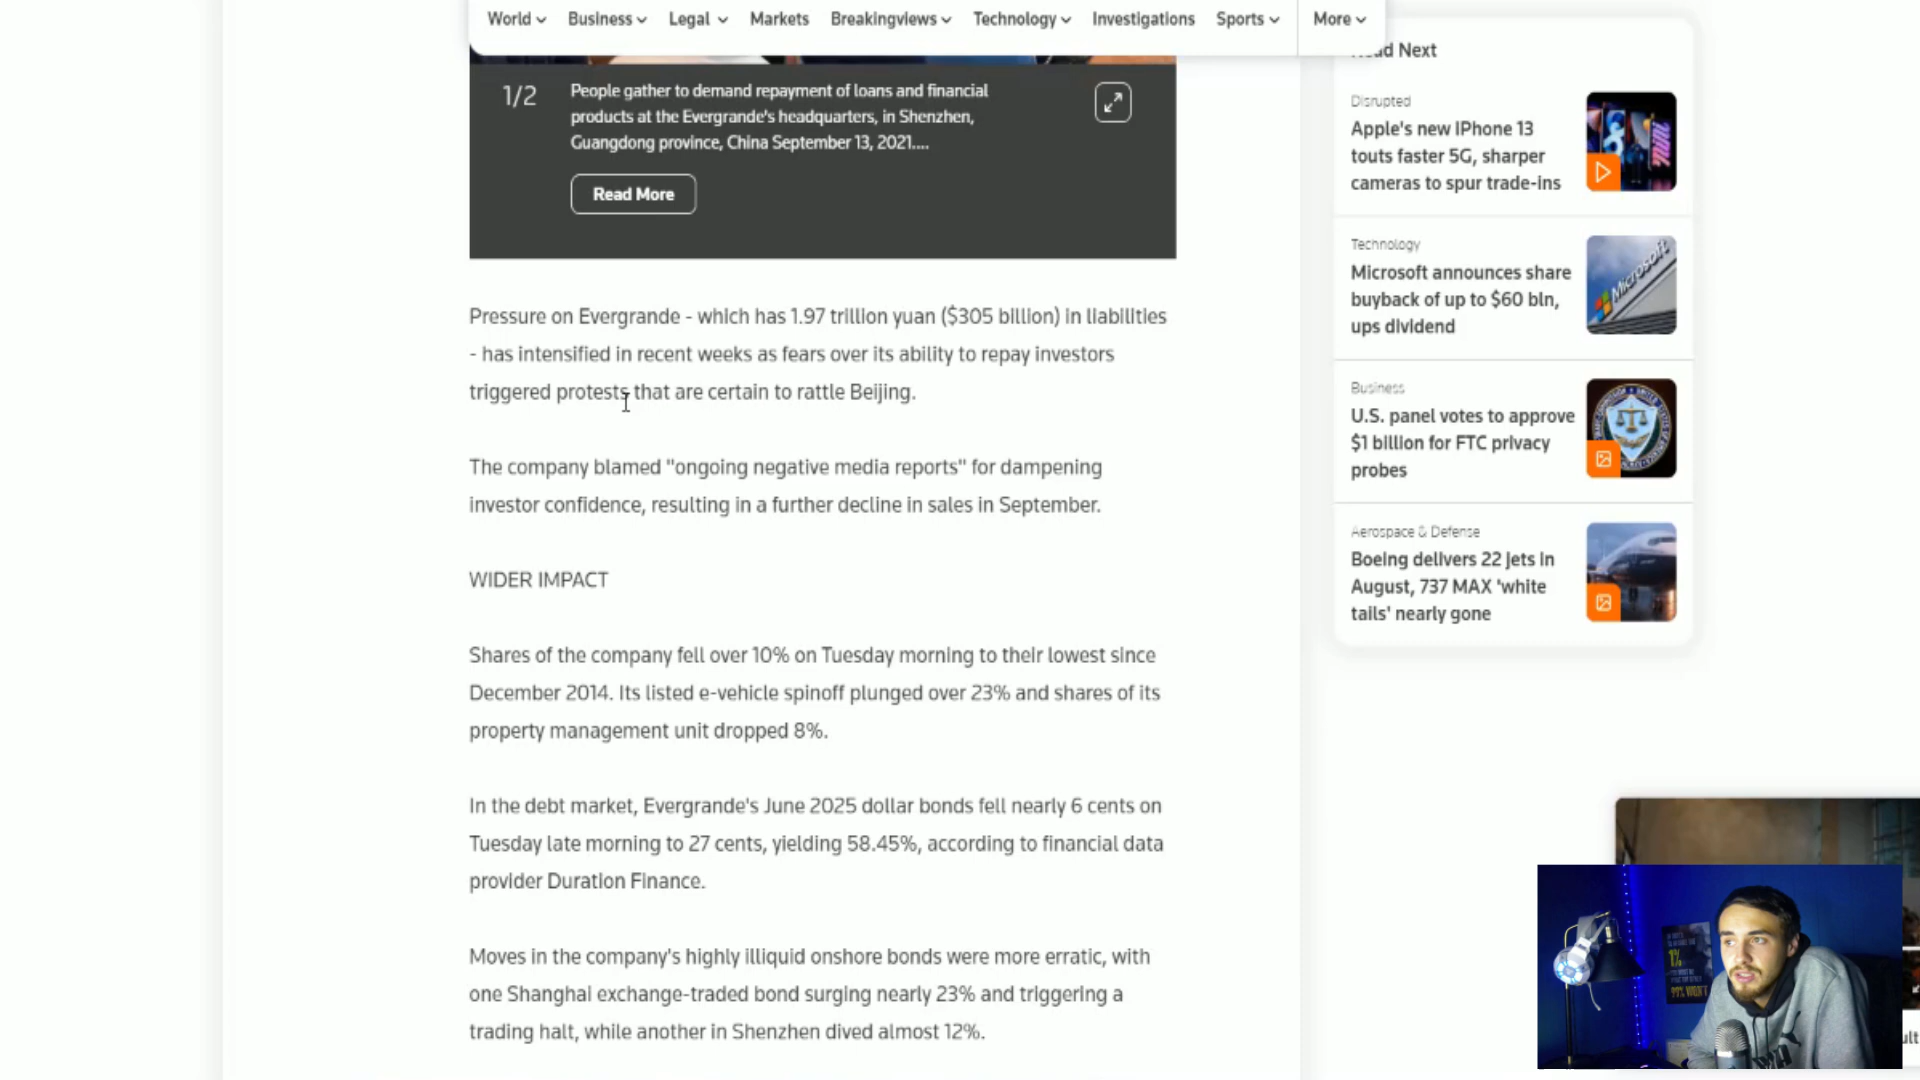 World Business Legal Markets Breakingviews Technology Investigations Sports More
1/2
People gather to demand repayment of loans and financial
products at the Evergrande's headquarters, in Shenzhen,
Guangdong province, China September 13, 2021....
Read More
Pressure on Evergrande - which has 1.97 trillion yuan ($305 billion) in liabilities
- has intensified in recent weeks as fears over its ability to repay investors
triggered protests that are certain to rattle Beijing.
The company blamed "ongoing negative media reports" for dampening
investor confidence, resulting in a further decline in sales in September.
WIDER IMPACT
Shares of the company fell over 10% on Tuesday morning to their lowest since
December 2014. Its listed e-vehicle spinoff plunged over 23% and shares of its
property management unit dropped 8%.
In the debt market, Evergrande's June 2025 dollar bonds fell nearly 6 cents on
Tuesday late morning to 27 cents, yielding 58.45%, according to financial data
provider Duration Finance.
Moves in the company's highly illiquid onshore bonds were more erratic, with
one Shanghai exchange-traded bond surging nearly 23% and triggering a
trading halt, while another in Shenzhen dived almost 12%.
Next
Disrupted
Apple's new iPhone 13
touts faster 5G, sharper
cameras to spur trade-ins
Technology
Microsoft announces share
buyback of up to $60 bln,
ups dividend
Microsoft
Business
U.S. panel votes to approve
$1 billion for FTC privacy
probes
Aerospace & Defense
Boeing delivers 22 jets in
August, 737 MAX 'white
tails' nearly gone
1%
99% WON'T